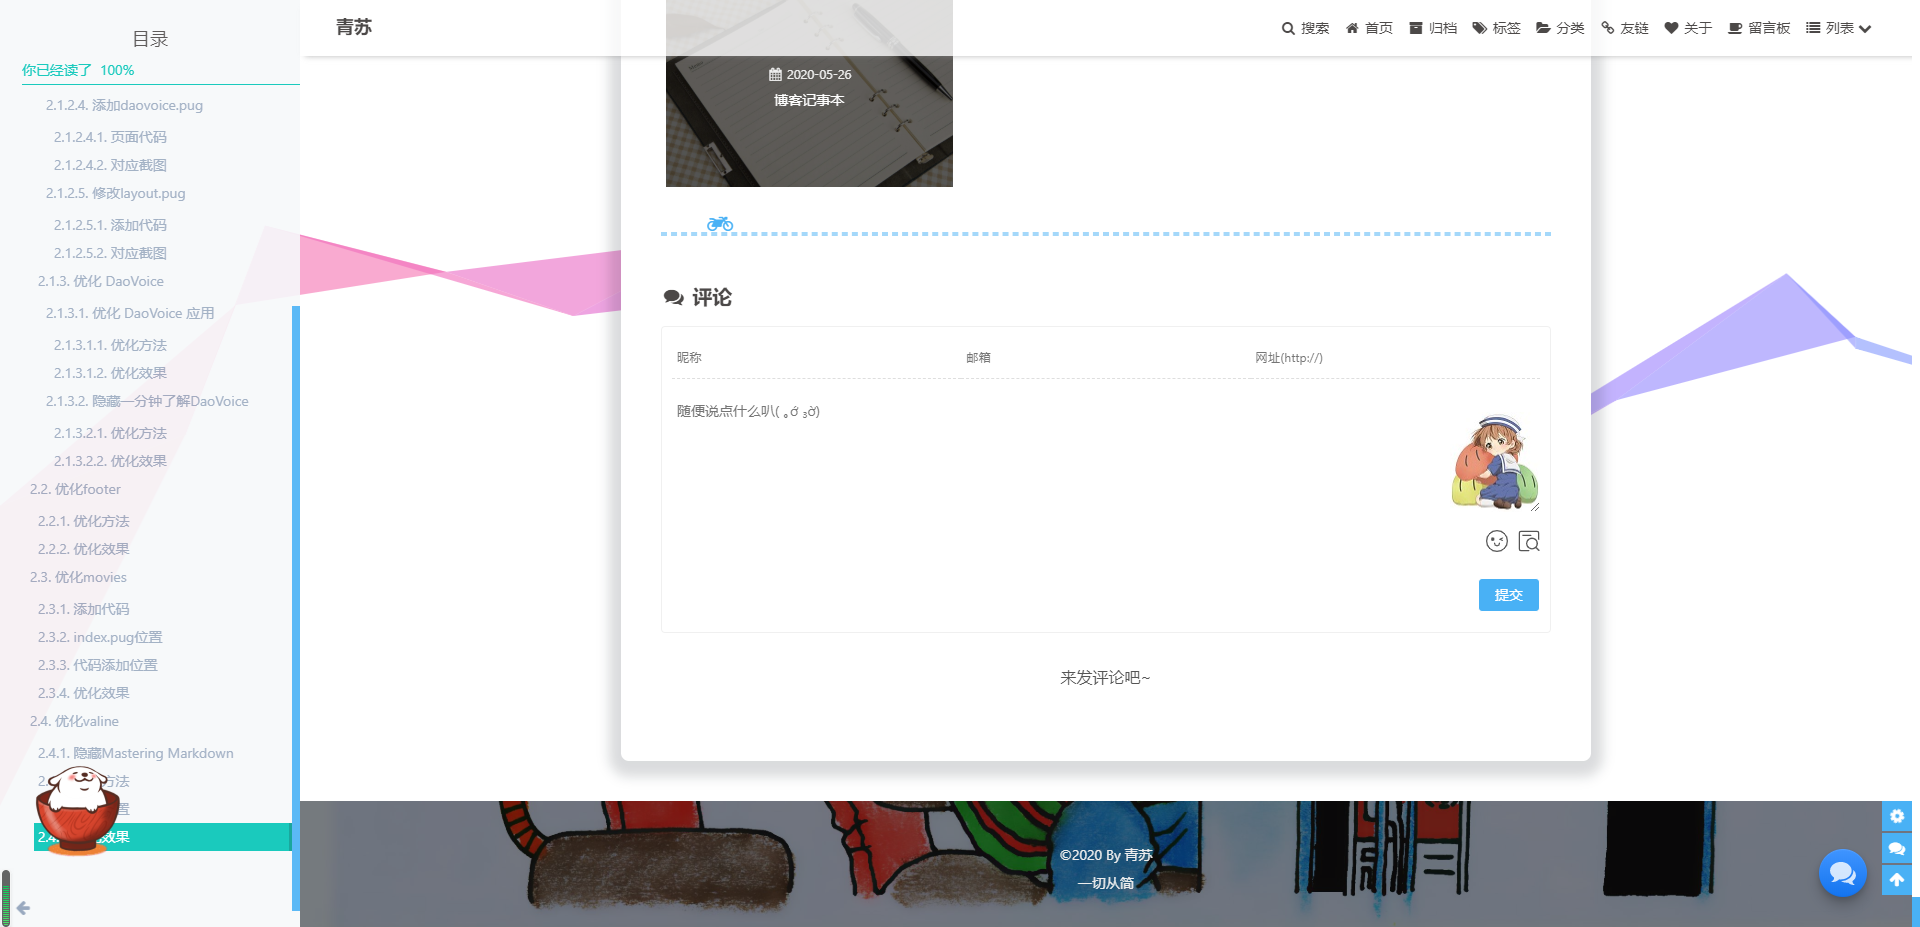 目录
你已经读了 100%
2.1.2.4. 添加daovoice.pug
2.1.2.4.1. 页面代码
2.1.2.4.2. 对应截图
2.1.2.5. 修改layout.pug
2.1.2.5.1. 添加代码
2.1.2.5.2. 对应截图
2.1.3. 优化 DaoVoice
2.1.3.1. 优化 DaoVoice 应用
2.1.3.1.1. 优化方法
2.1.3.1.2. 优化效果
2.1.3.2. 隐藏一分钟了解DaoVoice
2.1.3.2.1. 优化方法
2.1.3.2.2. 优化效果
2.2. 优化footer
2.2.1. 优化方法
2.2.2. 优化效果
2.3. 优化movies
2.3.1. 添加代码
2.3.2. index.pug位置
2.3.3. 代码添加位置
2.3.4. 优化效果
2.4. 优化valine
2.4.1. 隐藏Mastering Markdown
方法
置
效果
青苏
搜索 首页 归档 标签 分类 友链 关于 留言板 列表
2020-05-26
博客记事本
评论
昵称 邮箱 网址(http://)
随便说点什么叭( 。ớ ₃ờ)
提交
来发评论吧~
©2020 By 青苏
一切从简